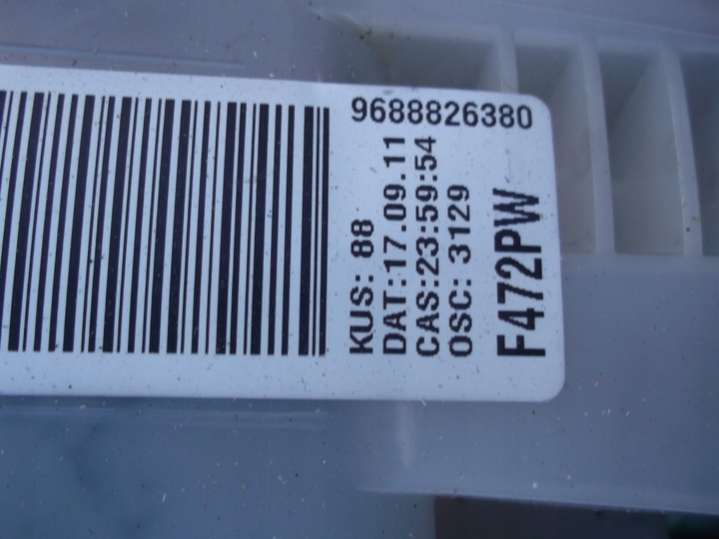 9688826380
KUS: 88
DAT:17.09.11
CAS:23:59:54
OSC: 3129
F472PW